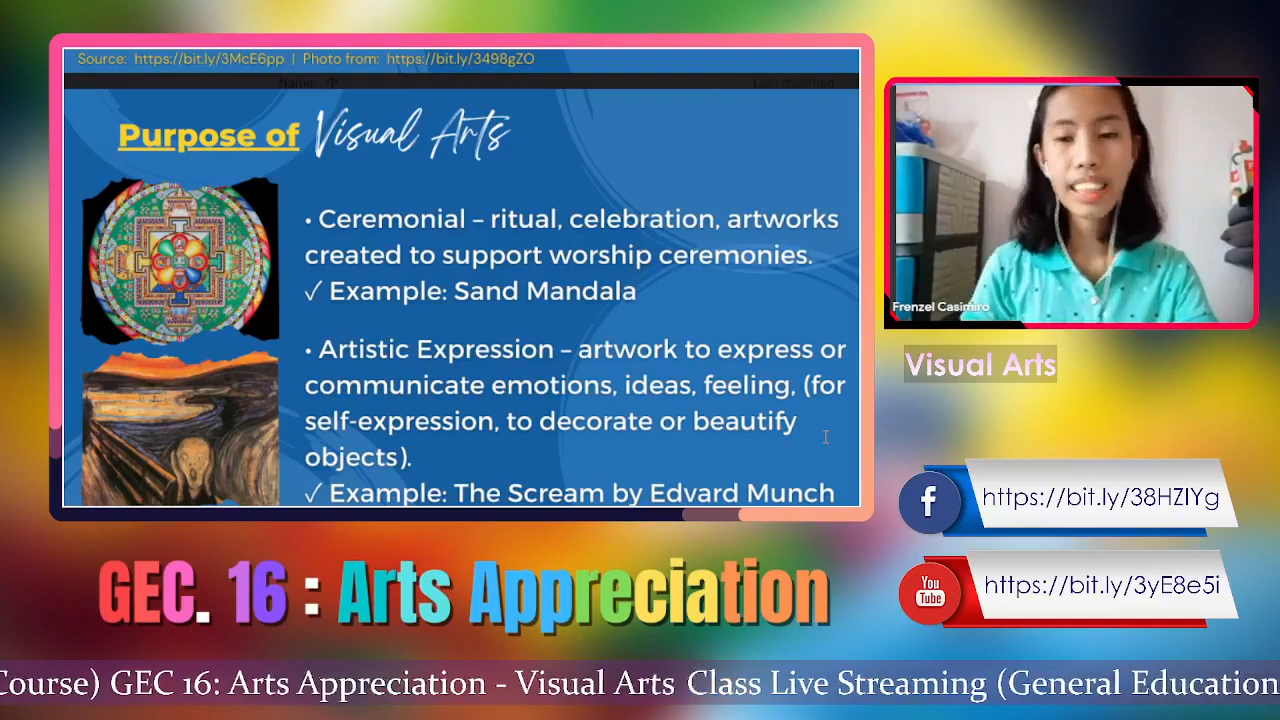 Source: https://bit.ly/3McE6pp | Photo from: https://bit.ly/3498gZO
Name
Purpose of Visual Arts
• Ceremonial – ritual, celebration, artworks
created to support worship ceremonies.
✓ Example: Sand Mandala
• Artistic Expression – artwork to express or
communicate emotions, ideas, feeling, (for
self-expression, to decorate or beautify
objects).
✓ Example: The Scream by Edvard Munch
Frenzel Casimiro
Visual Arts
f https://bit.ly/38HZIYg
You Tube https://bit.ly/3yE8e5i
GEC. 16 : Arts Appreciation
Course) GEC 16: Arts Appreciation - Visual Arts Class Live Streaming (General Education